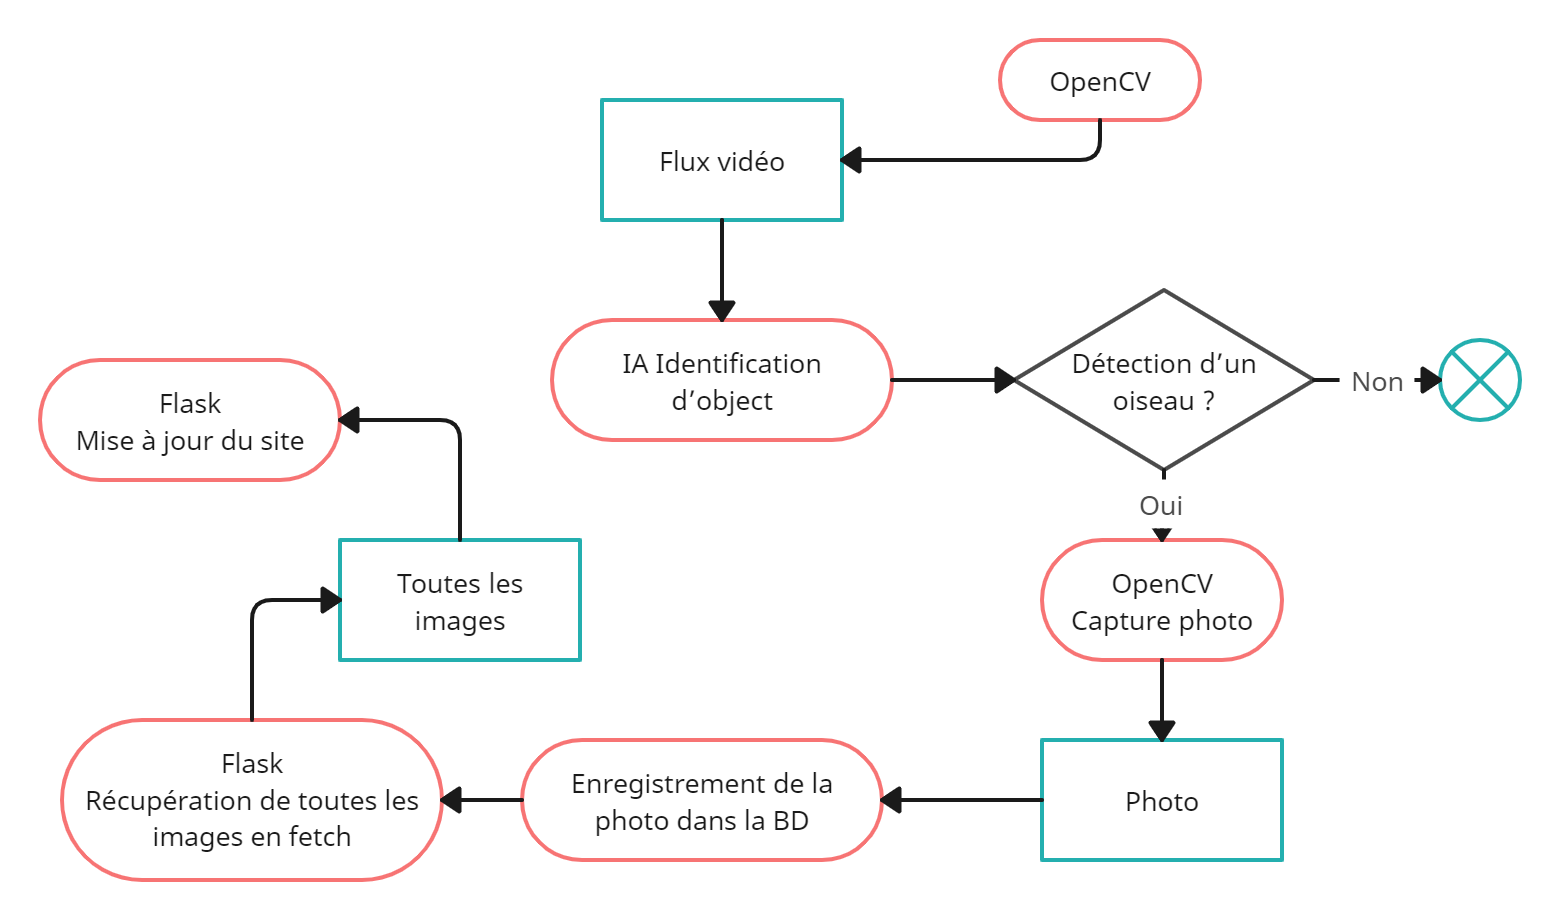 OpenCV
Flux vidéo
IA Identification
d’object
Détection d’un
oiseau ?
Non
Oui
OpenCV
Capture photo
Photo
Enregistrement de la
photo dans la BD
Flask
Récupération de toutes les
images en fetch
Toutes les
images
Flask
Mise à jour du site